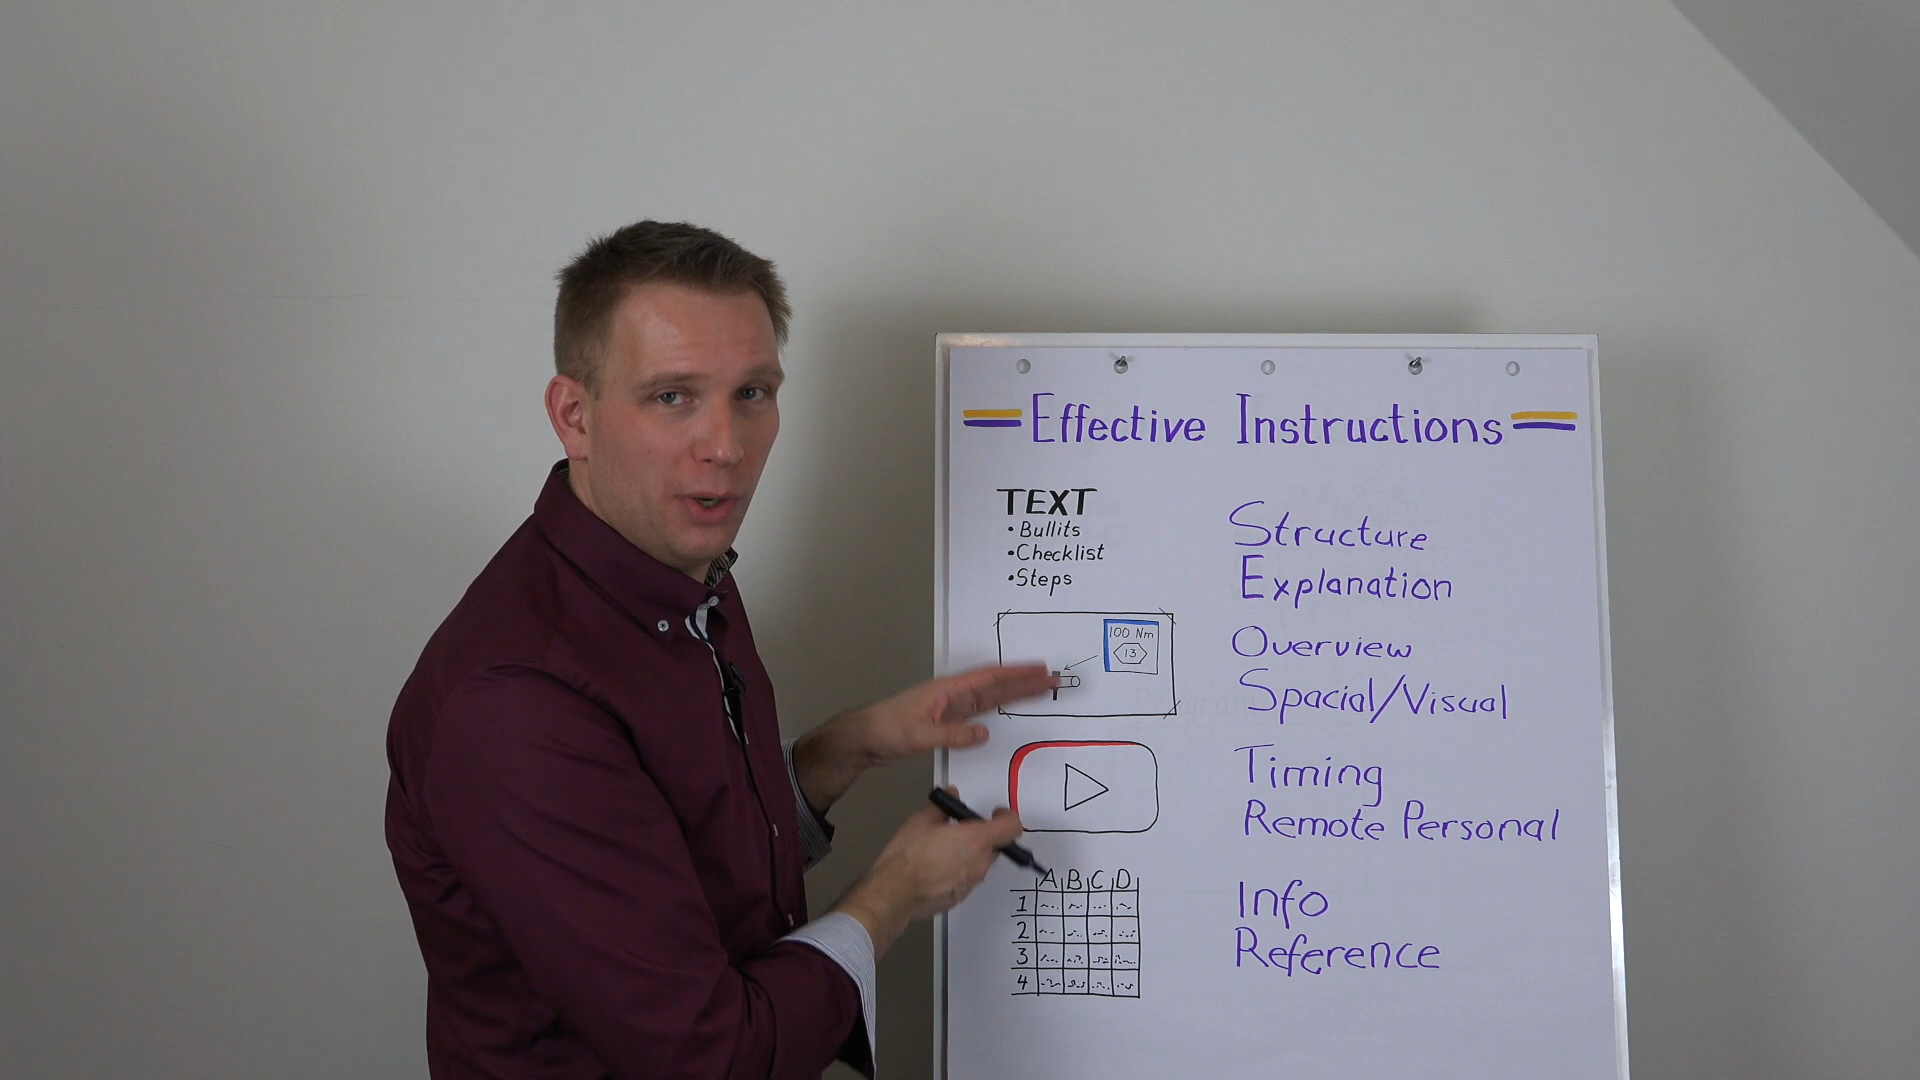 Effective Instructions
TEXT
• Bullits
• Checklist
• Steps
Structure
Explanation
100 Nm
13
Overview
Spacial/Visual
Timing
Remote Personal
A B C D
1
2
3
4
Info
Reference